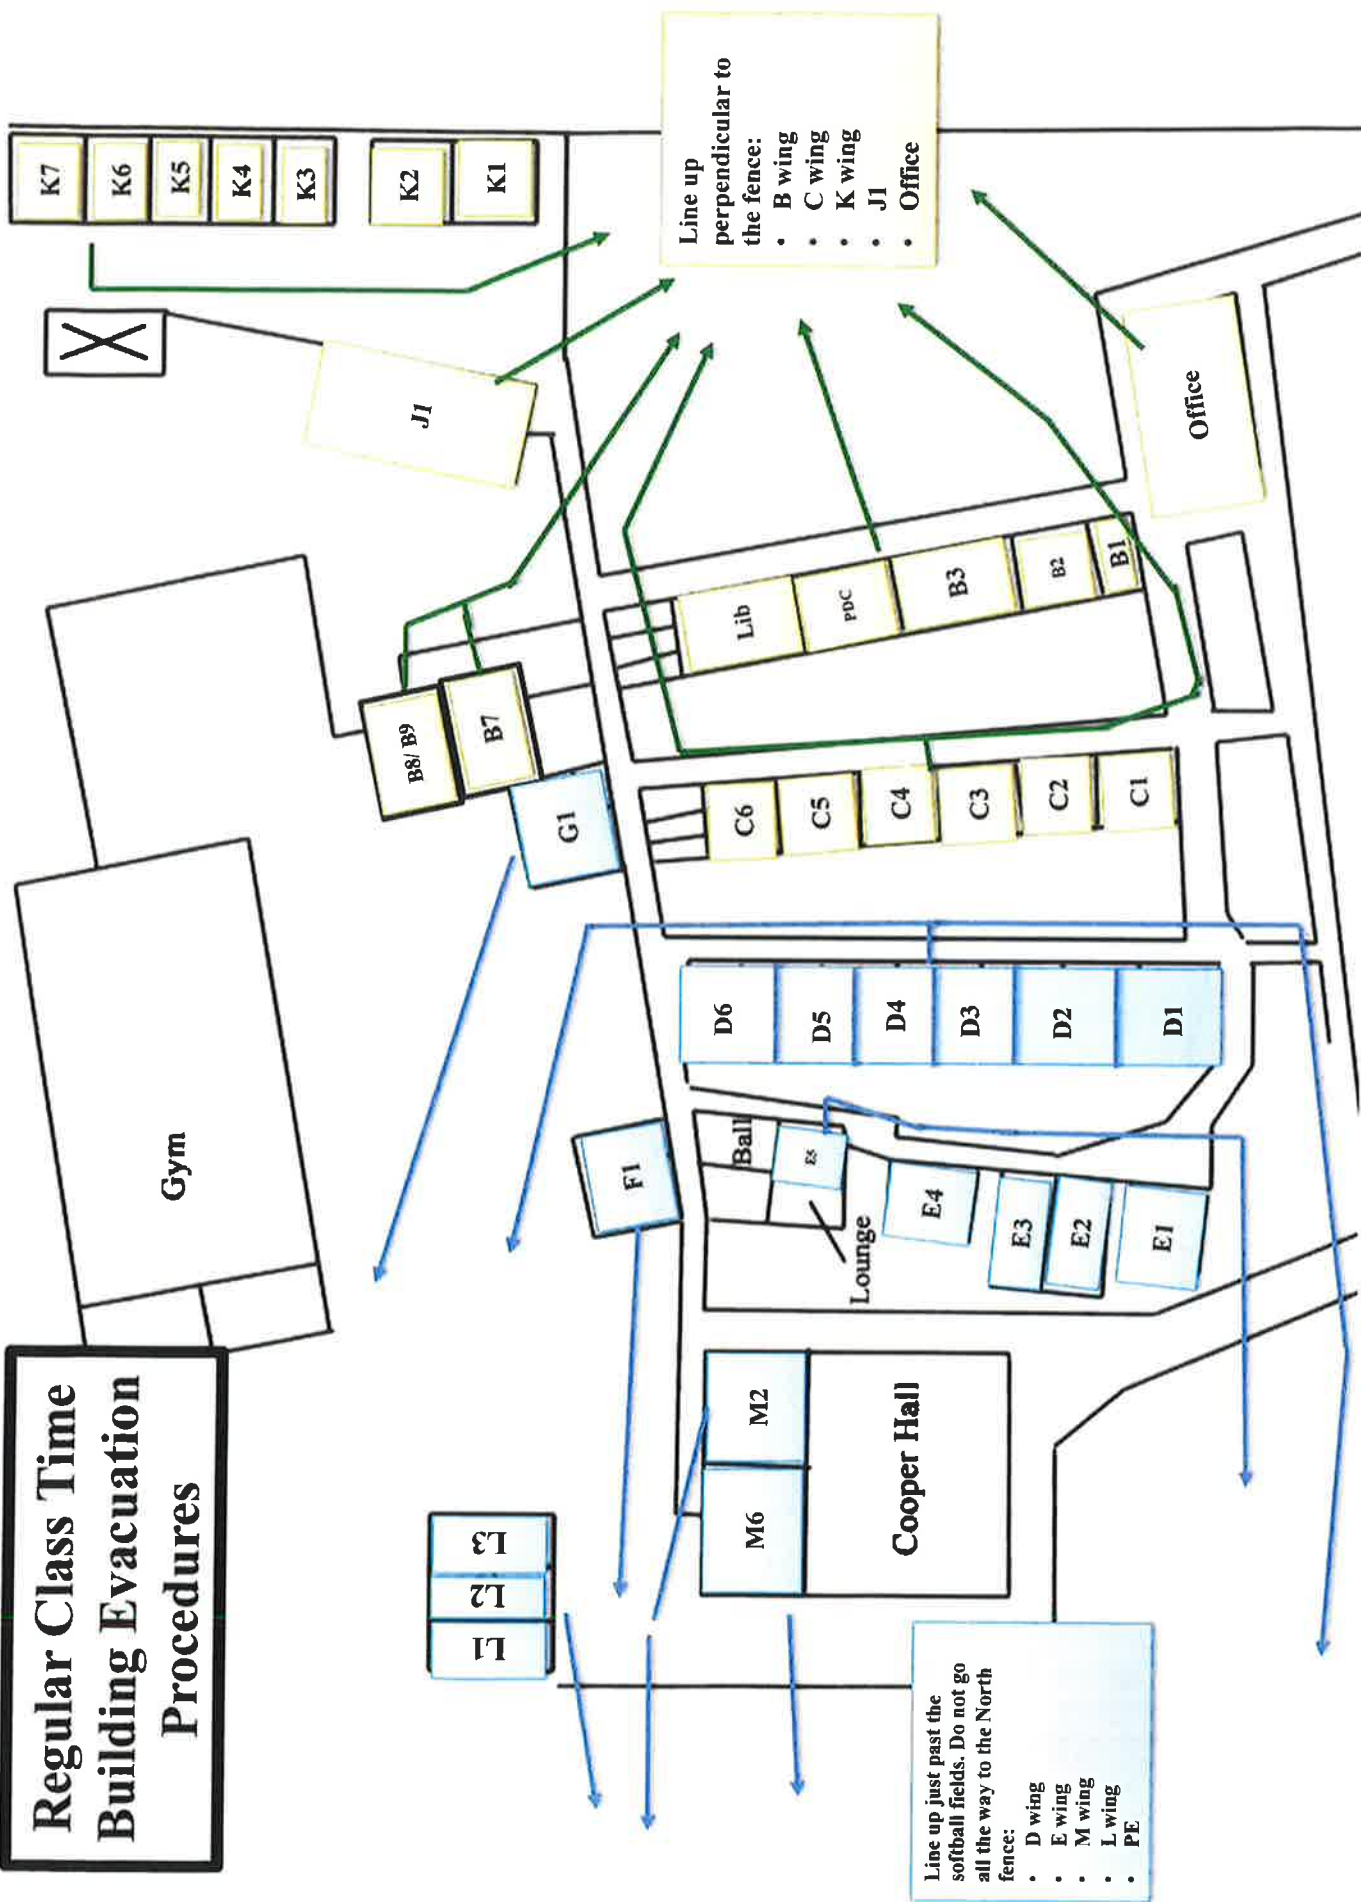 Regular Class Time
Building Evacuation
Procedures
Gym
K7
K6
K5
K4
K3
K2
K1
J1
B8/ B9
B7
G1
F1
L1
L2
L3
Line up
perpendicular to
the fence:
• B wing
• C wing
• K wing
• J1
• Office
Lib
PDC
B3
B2
B1
Office
C6
C5
C4
C3
C2
C1
D6
D5
D4
D3
D2
D1
Ball
E5
Lounge
E4
E3
E2
E1
M2
M6
Cooper Hall
Line up just past the
softball fields. Do not go
all the way to the North
fence:
• D wing
• E wing
• M wing
• L wing
• PE